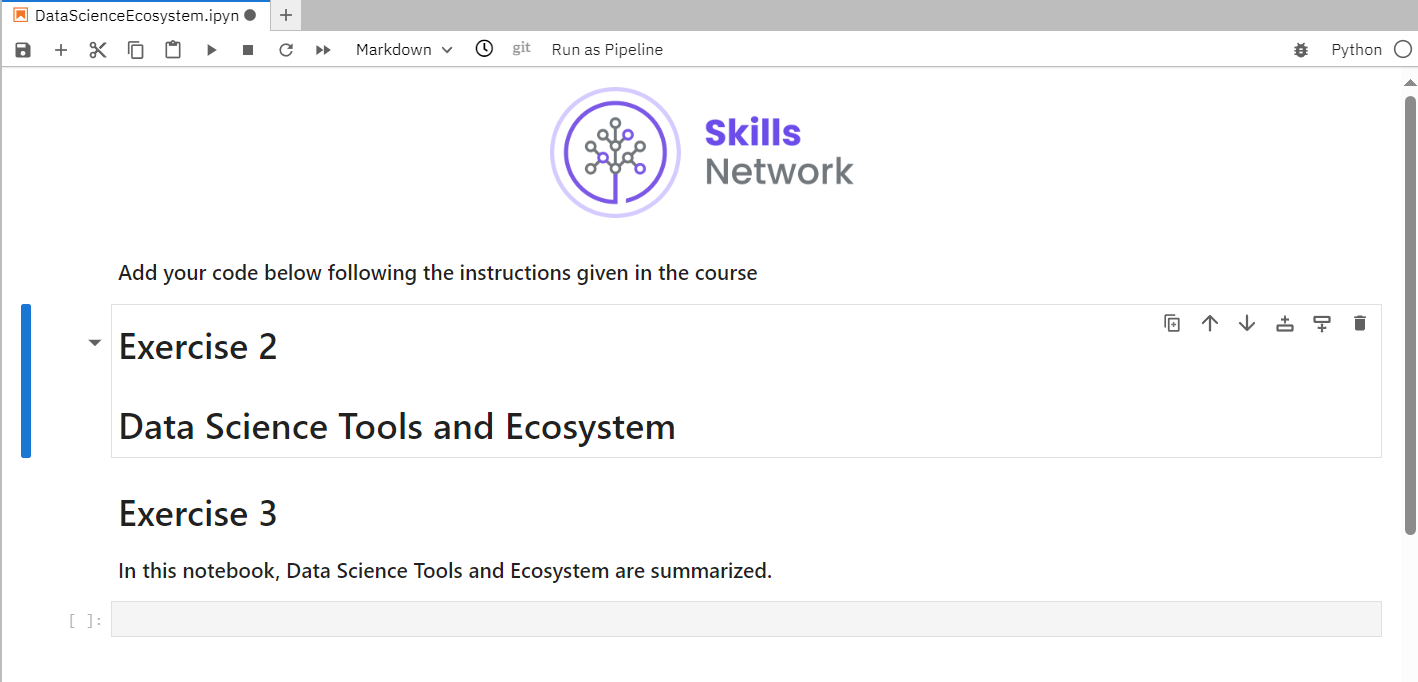 DataScienceEcosystem.ipyn
Markdown git Run as Pipeline Python
Skills
Network
Add your code below following the instructions given in the course
Exercise 2
Data Science Tools and Ecosystem
Exercise 3
In this notebook, Data Science Tools and Ecosystem are summarized.
[ ]: